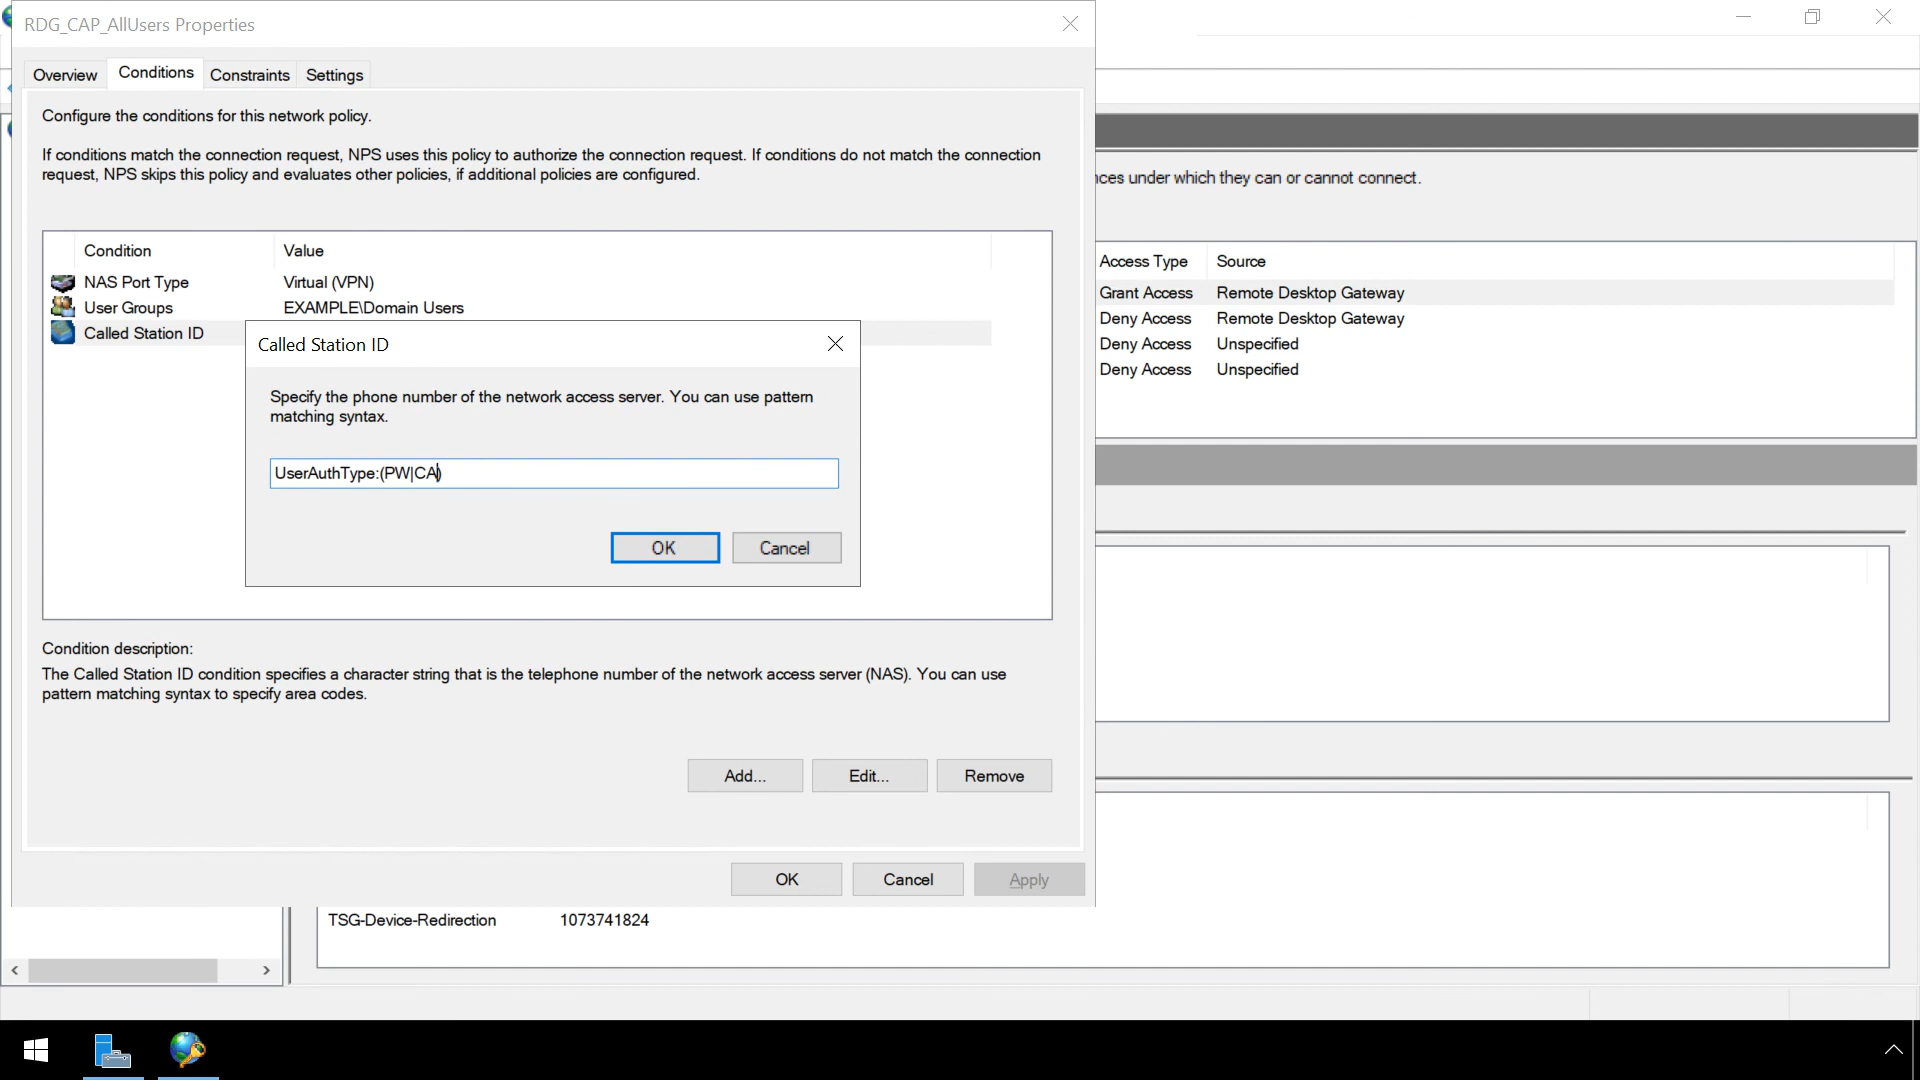 RDG_CAP_AllUsers Properties
Overview
Conditions
Constraints
Settings
Configure the conditions for this network policy.
If conditions match the connection request, NPS uses this policy to authorize the connection request. If conditions do not match the connection
request, NPS skips this policy and evaluates other policies, if additional policies are configured.
under which they can or cannot connect.
Condition Value
NAS Port Type Virtual (VPN)
User Groups EXAMPLE\Domain Users
Called Station ID
Access Type Source
Grant Access Remote Desktop Gateway
Deny Access Remote Desktop Gateway
Deny Access Unspecified
Deny Access Unspecified
Called Station ID
Specify the phone number of the network access server. You can use pattern
matching syntax.
UserAuthType:(PW|CA)
OK
Cancel
Condition description:
The Called Station ID condition specifies a character string that is the telephone number of the network access server (NAS). You can use
pattern matching syntax to specify area codes.
Add...
Edit...
Remove
OK
Cancel
Apply
TSG-Device-Redirection 1073741824